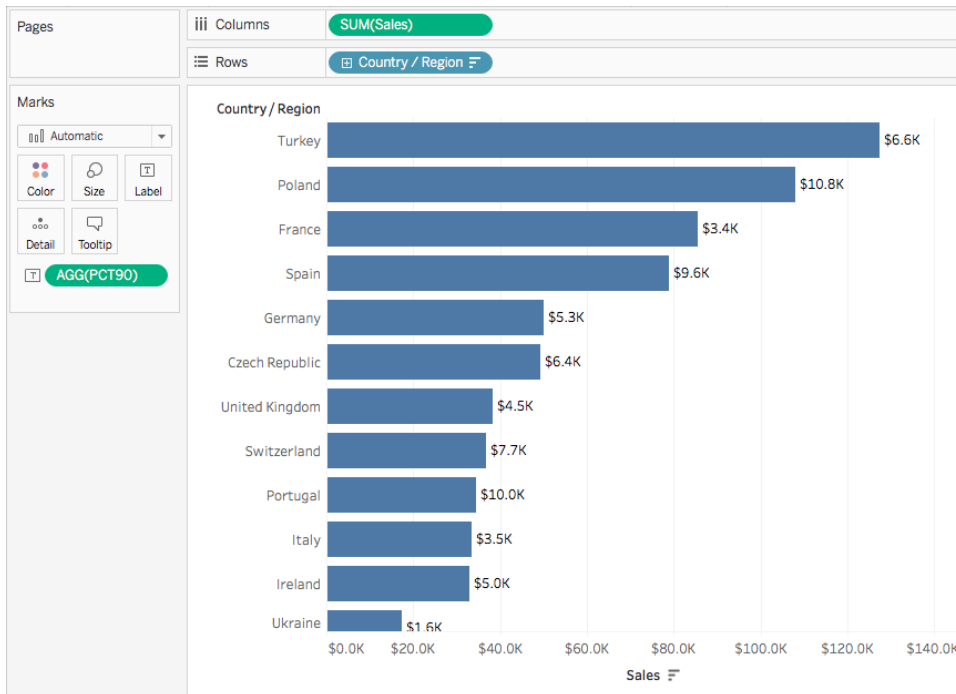 Pages
Columns
SUM(Sales)
Rows
Country / Region
Marks
Automatic
Color
Size
Label
Detail
Tooltip
AGG(PCT90)
Country / Region
Turkey
$6.6K
Poland
$10.8K
France
$3.4K
Spain
$9.6K
Germany
$5.3K
Czech Republic
$6.4K
United Kingdom
$4.5K
Switzerland
$7.7K
Portugal
$10.0K
Italy
$3.5K
Ireland
$5.0K
Ukraine
$1.6K
$0.0K $20.0K $40.0K $60.0K $80.0K $100.0K $120.0K $140.0K
Sales